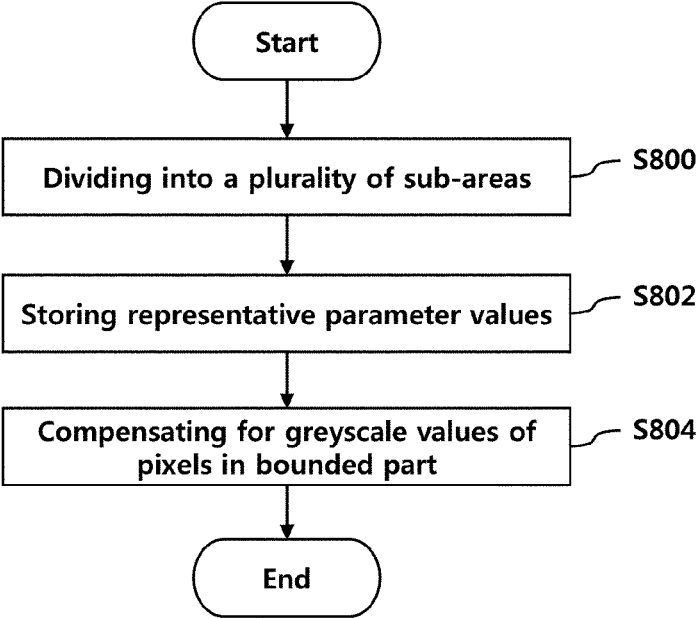 Start
Dividing into a plurality of sub-areas
S800
Storing representative parameter values
S802
Compensating for greyscale values of
pixels in bounded part
S804
End